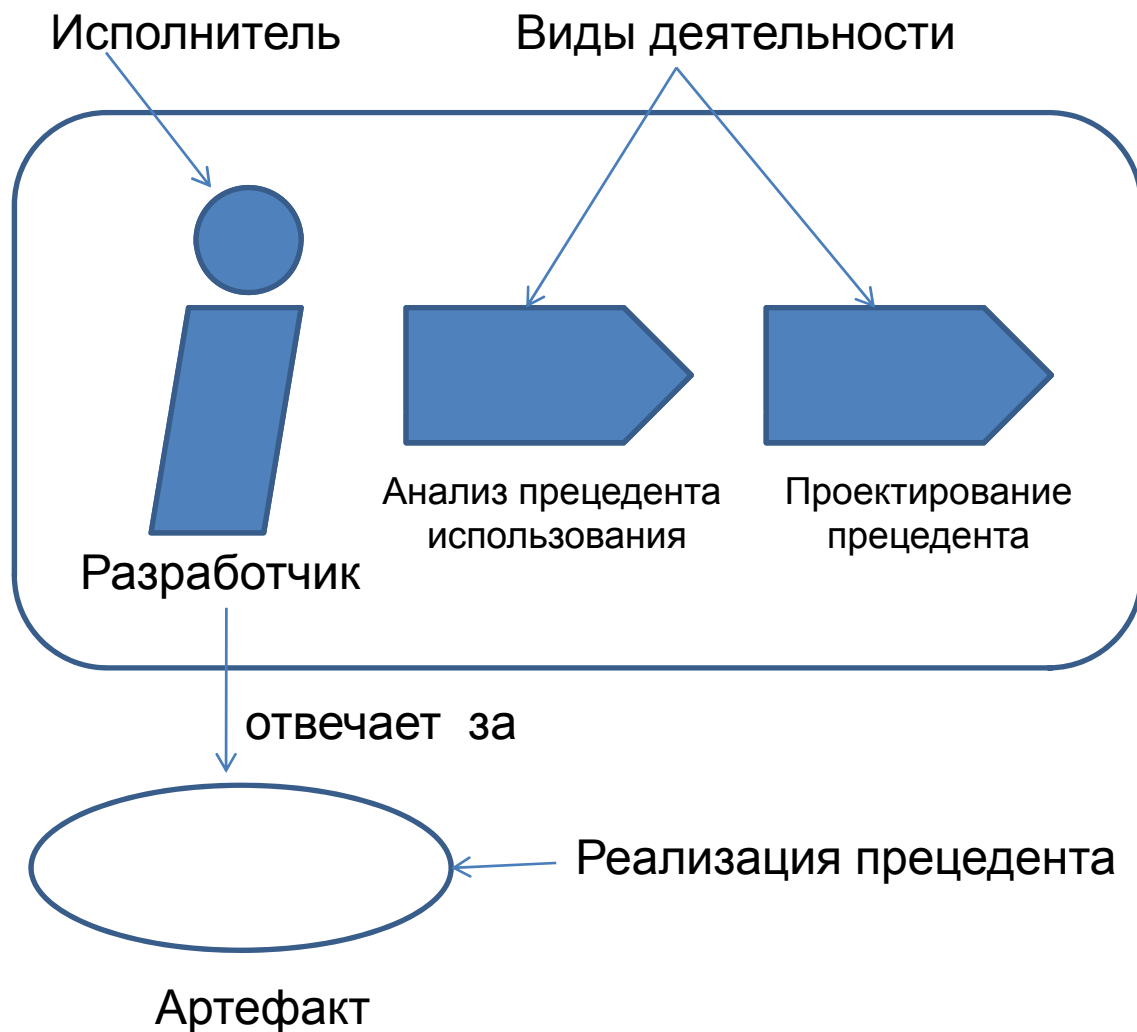 Исполнитель
Виды деятельности
Анализ прецедента
использования
Проектирование
прецедента
Разработчик
отвечает за
Реализация прецедента
Артефакт